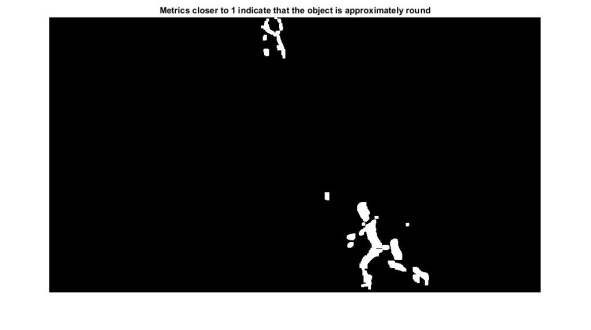 Metrics closer to 1 indicate that the object is approximately round